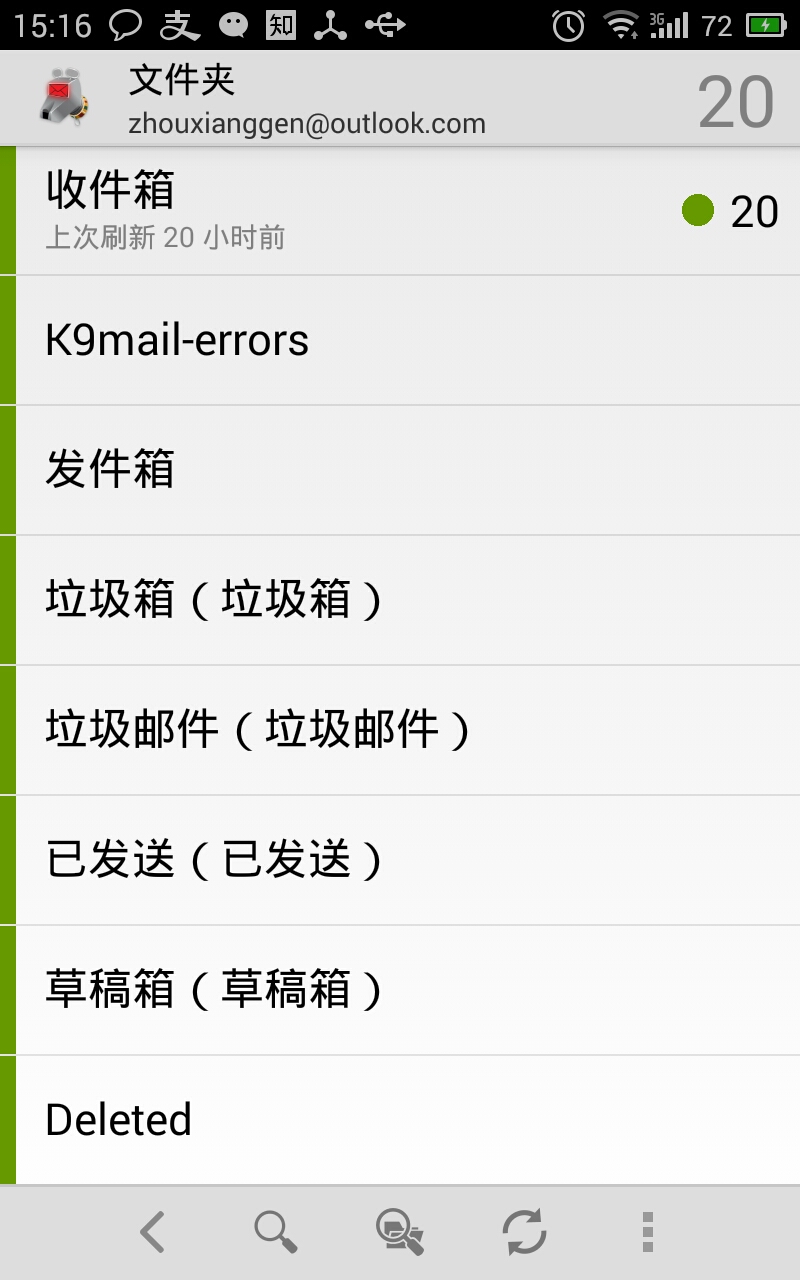 15:16
支
知
3G
72
文件夹
zhouxianggen@outlook.com
20
收件箱
上次刷新 20 小时前
20
K9mail-errors
发件箱
垃圾箱（垃圾箱）
垃圾邮件（垃圾邮件）
已发送（已发送）
草稿箱（草稿箱）
Deleted